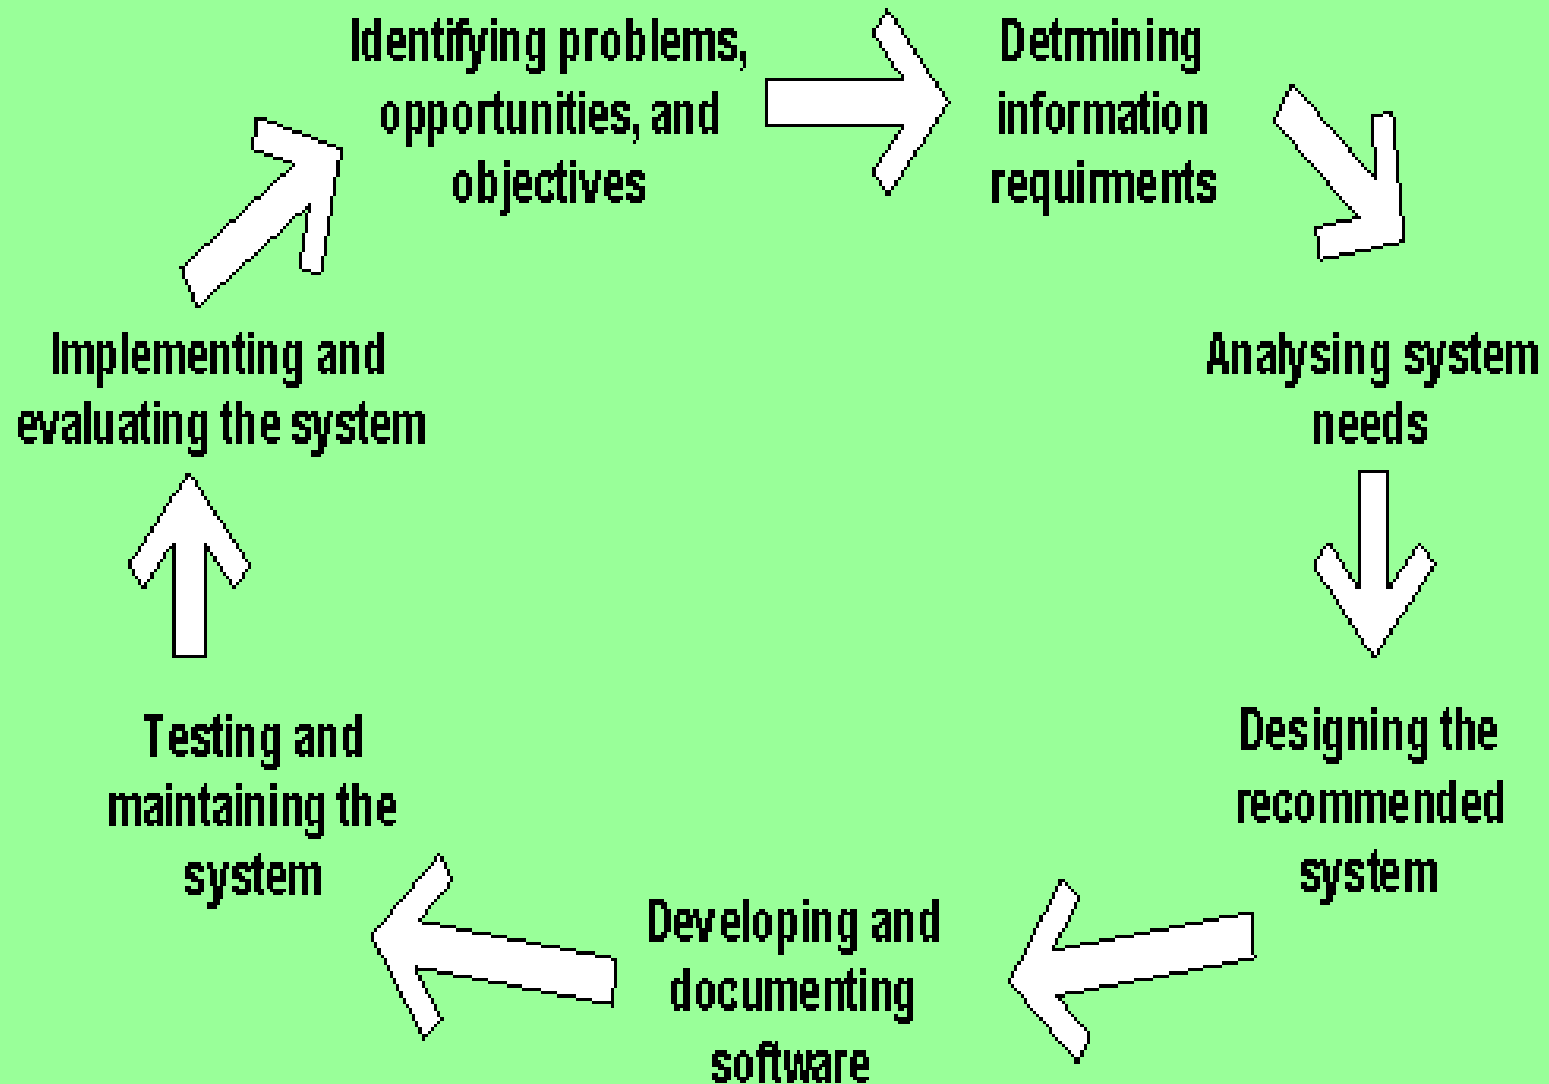 Identifying problems,
opportunities, and
objectives
Detrmining
information
requirments
Analysing system
needs
Designing the
recommended
system
Developing and
documenting
software
Testing and
maintaining the
system
Implementing and
evaluating the system